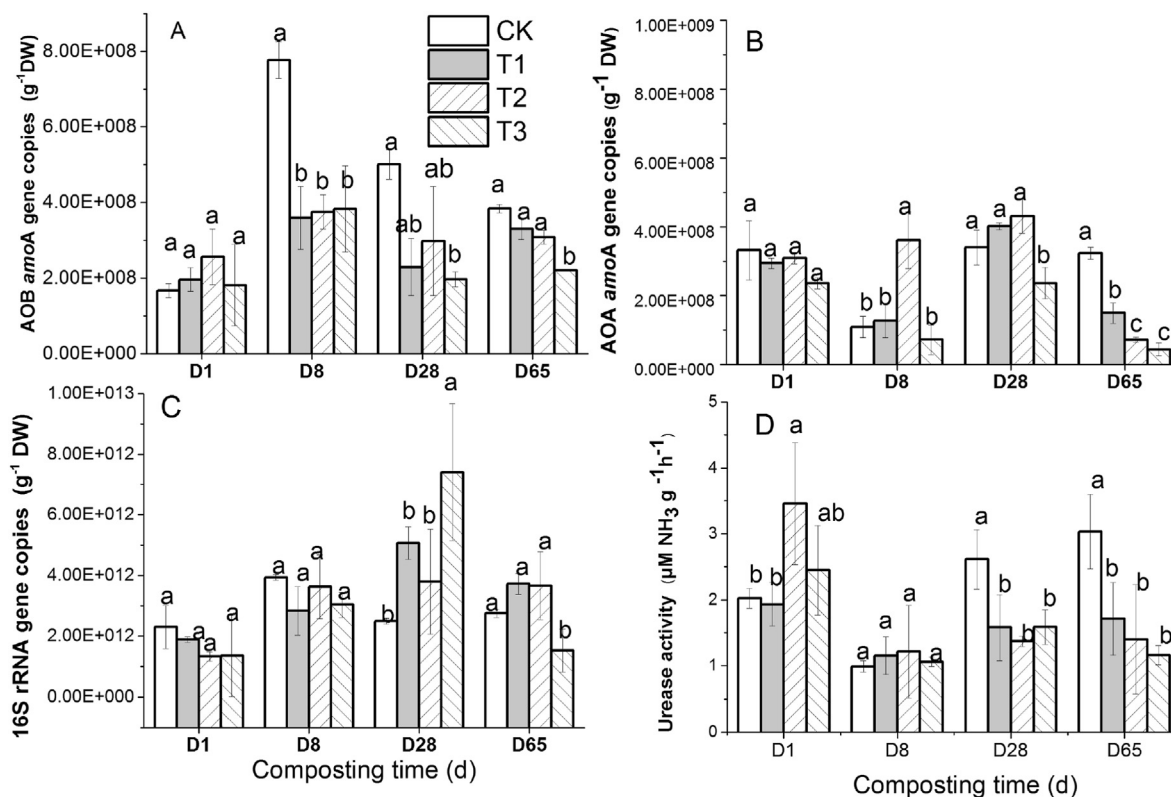 A
AOB amoA gene copies (g-1DW)
8.00E+008
6.00E+008
4.00E+008
2.00E+008
0.00E+000
a a a a
a b b b
a ab ab b
a a a b
D1 D8 D28 D65
CK
T1
T2
T3
B
AOA amoA gene copies (g-1 DW)
1.00E+009
8.00E+008
6.00E+008
4.00E+008
2.00E+008
0.00E+000
a a a a
b b a b
a a a b
a b c c
D1 D8 D28 D65
C
16S rRNA gene copies (g-1 DW)
1.00E+013
8.00E+012
6.00E+012
4.00E+012
2.00E+012
0.00E+000
a a a a
a a a a
b b b a
a a a b
D1 D8 D28 D65
Composting time (d)
D
Urease activity (μM NH3 g -1h-1)
5
4
3
2
1
0
b b a ab
a a a a
a b b b
a b b b
D1 D8 D28 D65
Composting time (d)